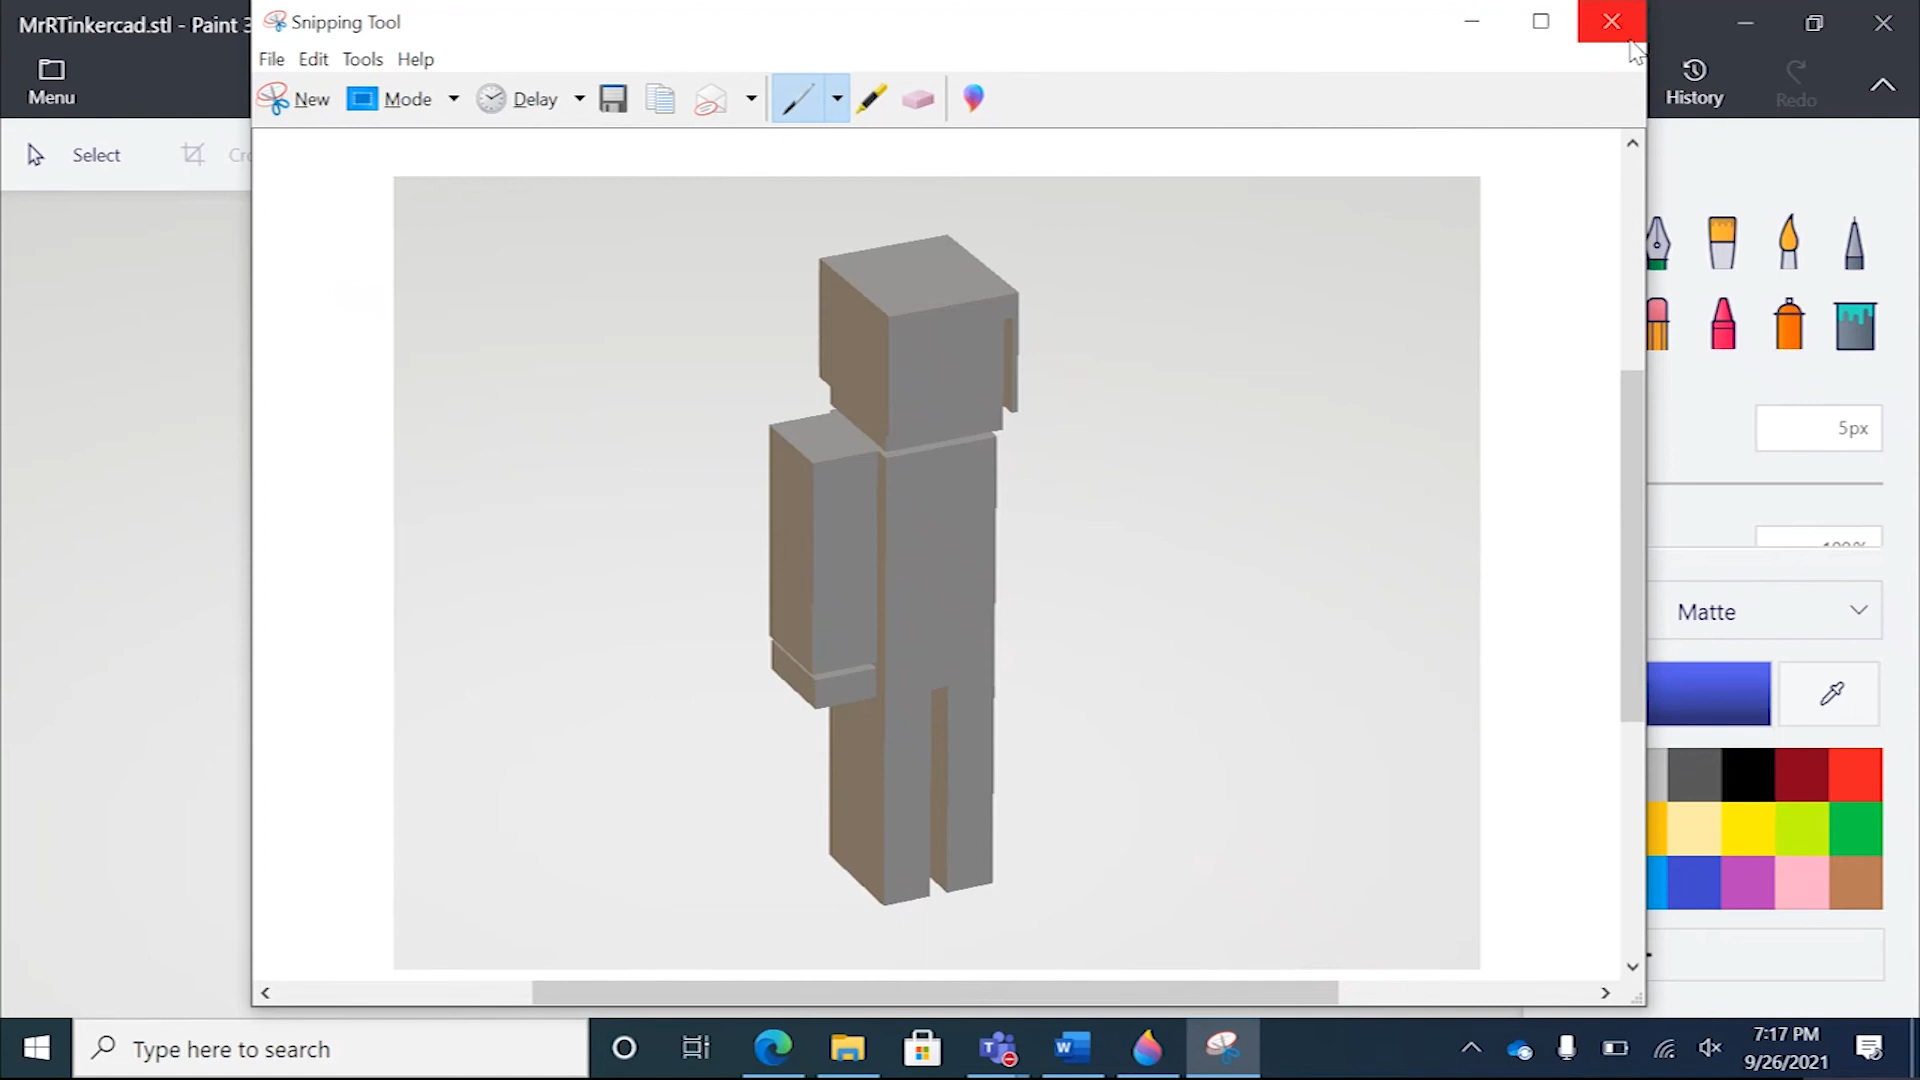 MrRTinkercad.stl - Paint 3
Snipping Tool
File Edit Tools Help
Menu
New Mode Delay
History
Redo
Select
5px
Matte
Type here to search
7:17 PM
9/26/2021